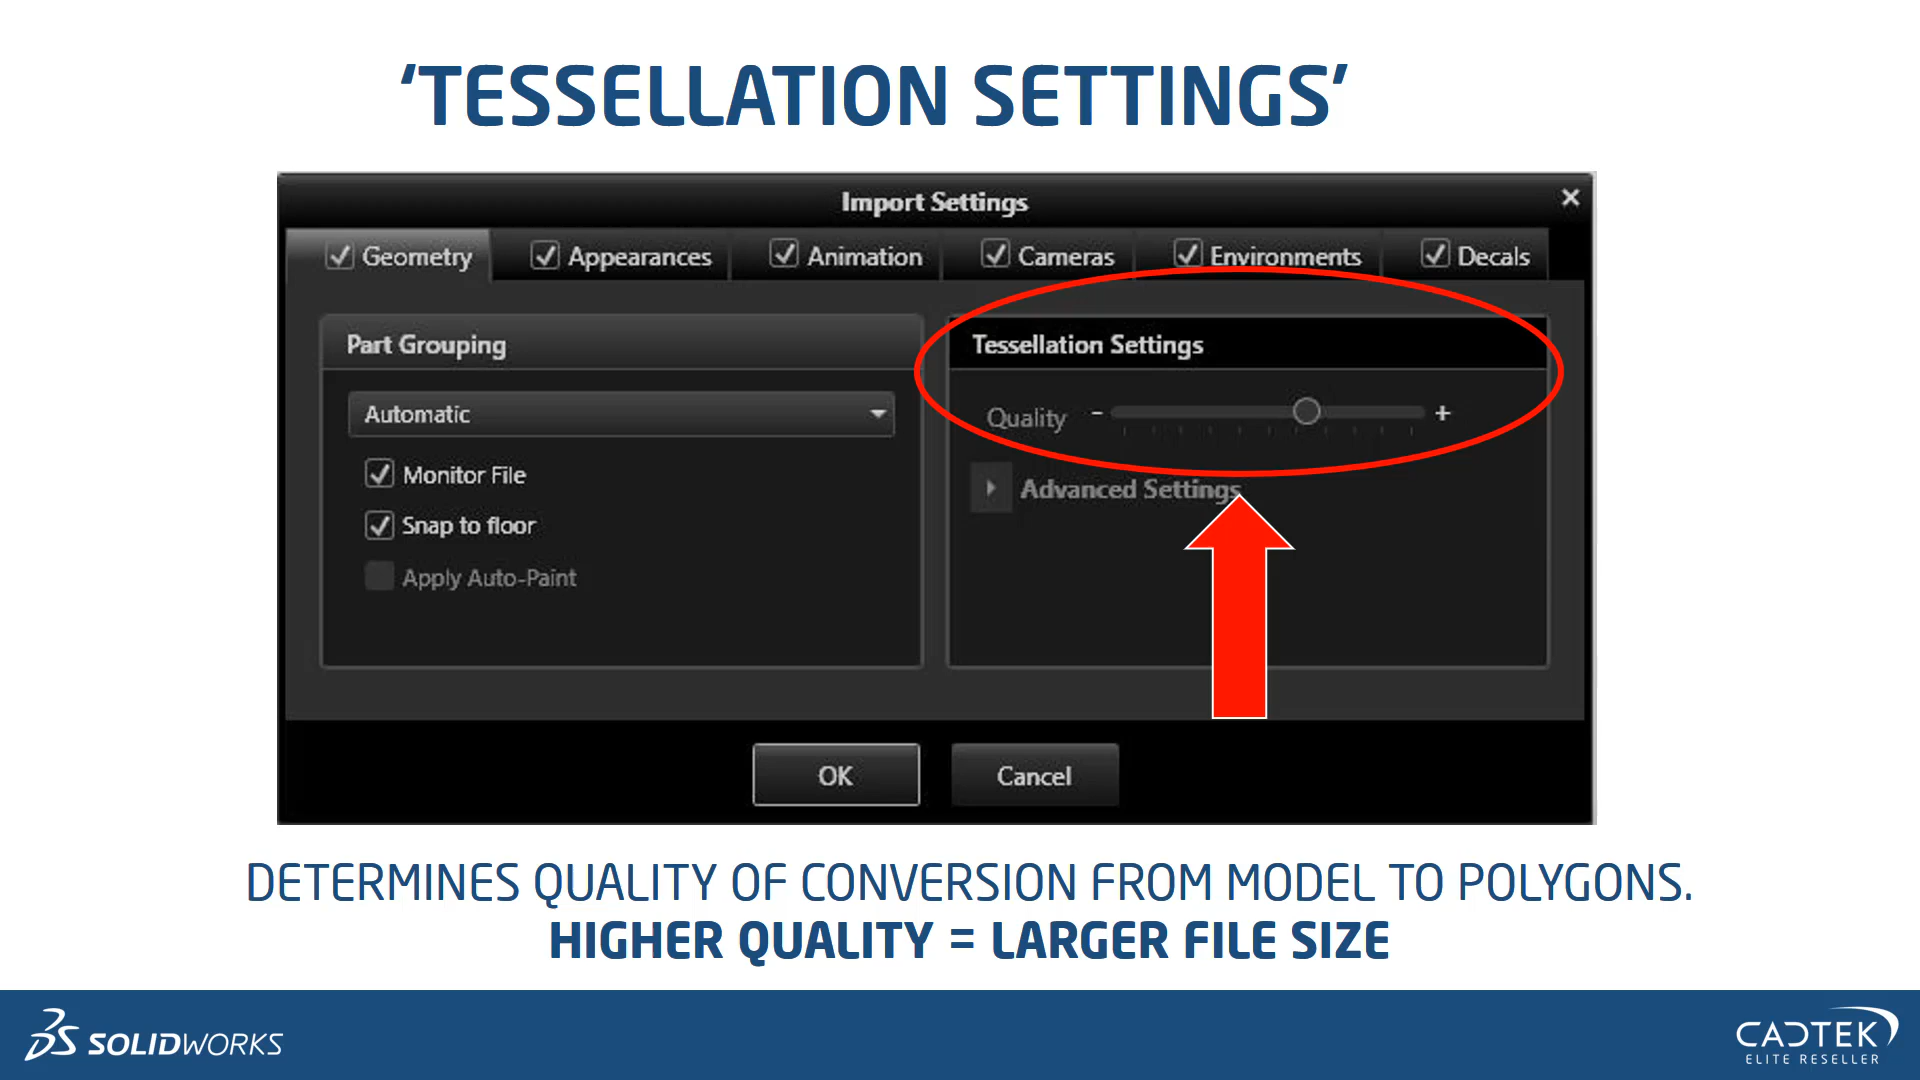 ‘TESSELLATION SETTINGS’
Import Settings
Geometry Appearances Animation Cameras Environments Decals
Part Grouping
Automatic
Monitor File
Snap to floor
Apply Auto-Paint
Tessellation Settings
Quality - +
Advanced Settings
OK Cancel
DETERMINES QUALITY OF CONVERSION FROM MODEL TO POLYGONS.
HIGHER QUALITY = LARGER FILE SIZE
SOLIDWORKS
CADTEK
ELITE RESELLER